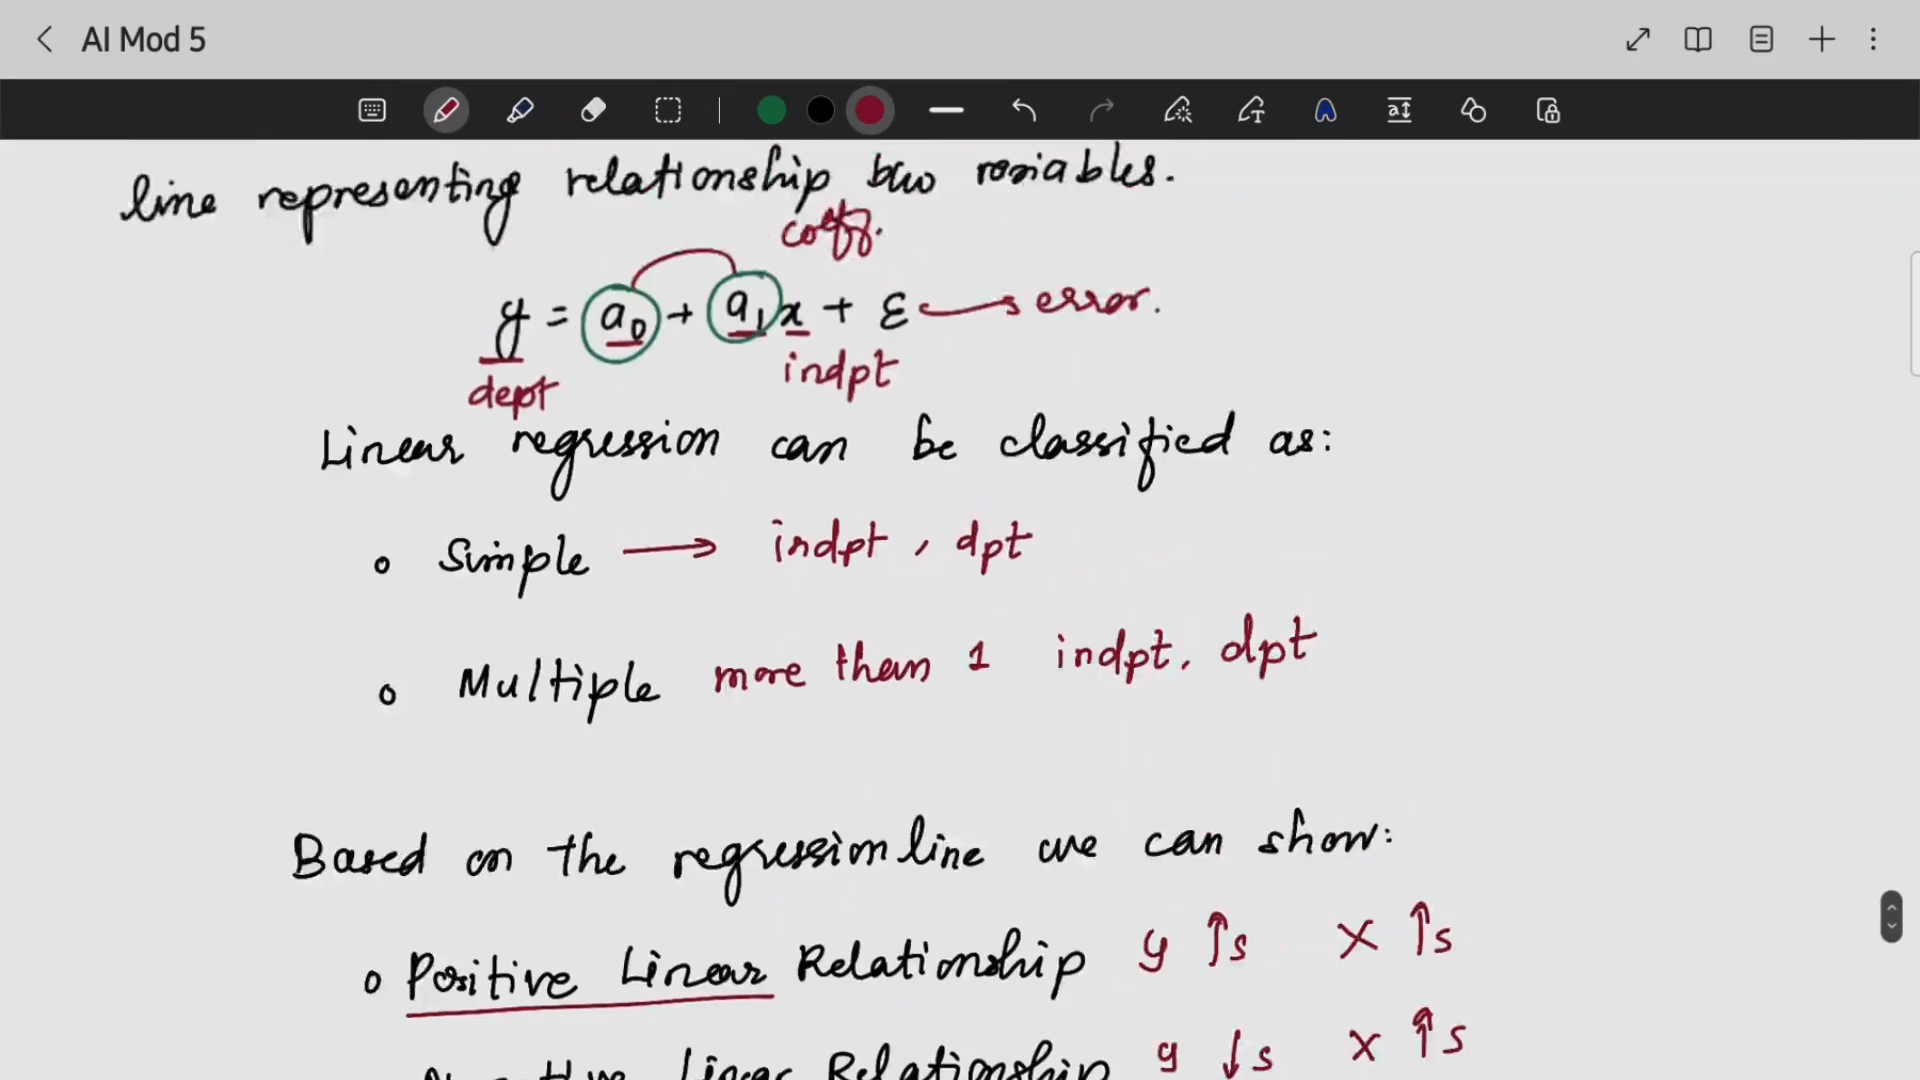 AI Mod 5
line representing relationship btw variables.
coeff.
y = a₀ + a₁x + ε → error.
dept indpt
Linear regression can be classified as:
o Simple → indpt, dpt
o Multiple more than 1 indpt, dpt
Based on the regression line we can show:
o Positive Linear Relationship y ↑s x ↑s
Linear Relationship y ↓s x ↑s